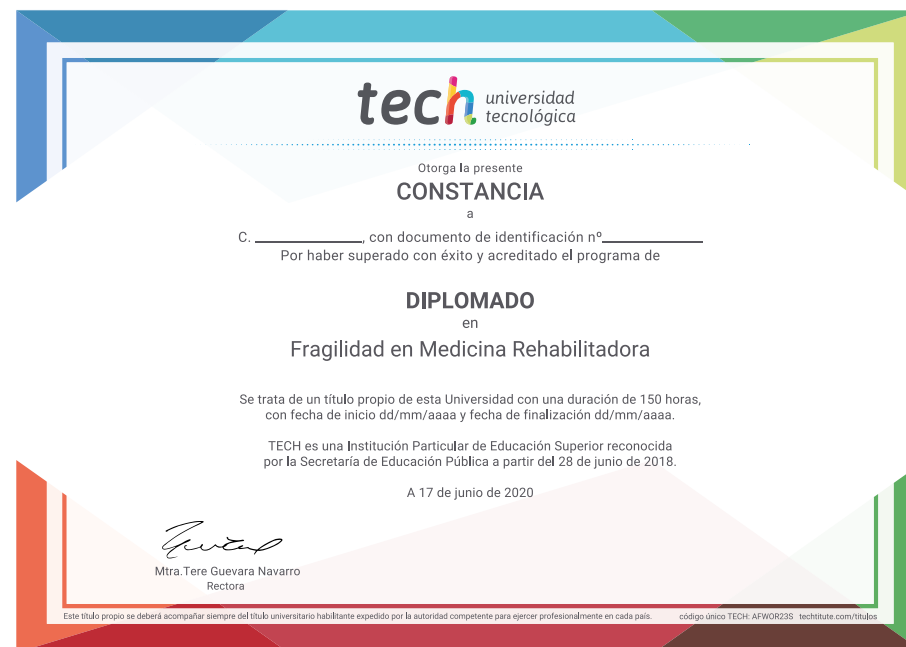 tech universidad
tecnológica
Otorga la presente
CONSTANCIA
a
C. ____________, con documento de identificación nº____________
Por haber superado con éxito y acreditado el programa de
DIPLOMADO
en
Fragilidad en Medicina Rehabilitadora
Se trata de un título propio de esta Universidad con una duración de 150 horas,
con fecha de inicio dd/mm/aaaa y fecha de finalización dd/mm/aaaa.
TECH es una Institución Particular de Educación Superior reconocida
por la Secretaría de Educación Pública a partir del 28 de junio de 2018.
A 17 de junio de 2020
Mtra.Tere Guevara Navarro
Rectora
Este título propio se deberá acompañar siempre del título universitario habilitante expedido por la autoridad competente para ejercer profesionalmente en cada país. código único TECH: AFWOR23S techtitute.com/titulos